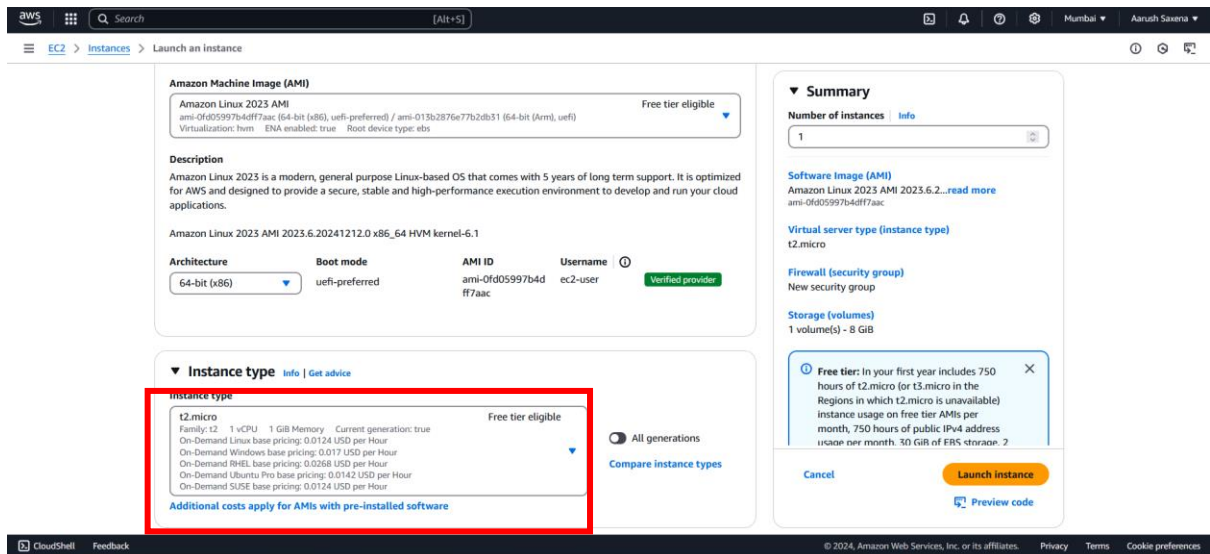 aws
Search
[Alt+S]
Mumbai
Aarush Saxena
EC2 > Instances > Launch an instance
Amazon Machine Image (AMI)
Amazon Linux 2023 AMI
Free tier eligible
ami-0fd05997b4dff7aac (64-bit (x86), uefi-preferred) / ami-013b2876e77b2db31 (64-bit (Arm), uefi)
Virtualization: hvm ENA enabled: true Root device type: ebs
Description
Amazon Linux 2023 is a modern, general purpose Linux-based OS that comes with 5 years of long term support. It is optimized
for AWS and designed to provide a secure, stable and high-performance execution environment to develop and run your cloud
applications.
Amazon Linux 2023 AMI 2023.6.20241212.0 x86_64 HVM kernel-6.1
Architecture
Boot mode
AMI ID
Username
64-bit (x86)
uefi-preferred
ami-0fd05997b4d
ff7aac
ec2-user
Verified provider
Instance type Info | Get advice
Instance type
t2.micro
Free tier eligible
Family: t2 1 vCPU 1 GiB Memory Current generation: true
On-Demand Linux base pricing: 0.0124 USD per Hour
On-Demand Windows base pricing: 0.017 USD per Hour
On-Demand RHEL base pricing: 0.0268 USD per Hour
On-Demand Ubuntu Pro base pricing: 0.0142 USD per Hour
On-Demand SUSE base pricing: 0.0124 USD per Hour
All generations
Compare instance types
Additional costs apply for AMIs with pre-installed software
Summary
Number of instances Info
1
Software Image (AMI)
Amazon Linux 2023 AMI 2023.6.2...read more
ami-0fd05997b4dff7aac
Virtual server type (instance type)
t2.micro
Firewall (security group)
New security group
Storage (volumes)
1 volume(s) - 8 GiB
Free tier: In your first year includes 750
hours of t2.micro (or t3.micro in the
Regions in which t2.micro is unavailable)
instance usage on free tier AMIs per
month, 750 hours of public IPv4 address
usage per month, 30 GiB of EBS storage, 2
Cancel
Launch instance
Preview code
CloudShell
Feedback
© 2024, Amazon Web Services, Inc. or its affiliates.
Privacy
Terms
Cookie preferences